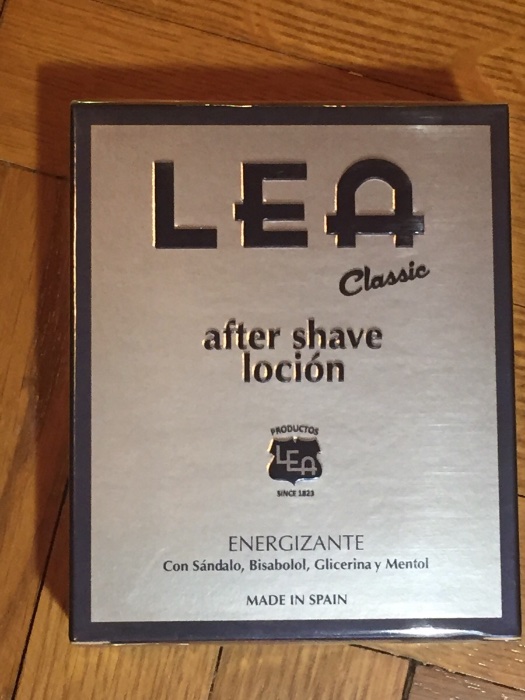 LEA
Classic
after shave
loción
PRODUCTOS
LEA
SINCE 1823
ENERGIZANTE
Con Sándalo, Bisabolol, Glicerina y Mentol
MADE IN SPAIN